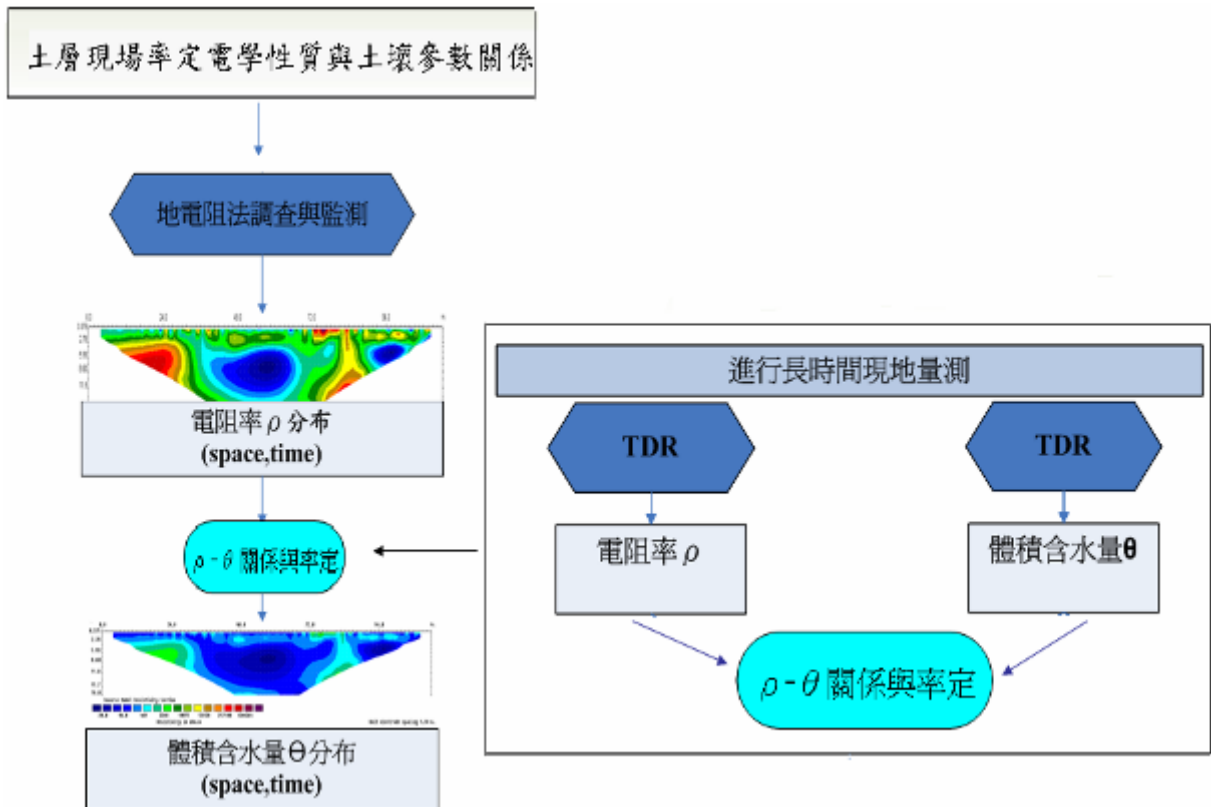 土層現場率定電學性質與土壤參數關係
地電阻法調查與監測
電阻率ρ分布
(space,time)
ρ-θ關係與率定
體積含水量Θ分布
(space,time)
進行長時間現地量測
TDR
TDR
電阻率ρ
體積含水量θ
ρ-θ關係與率定